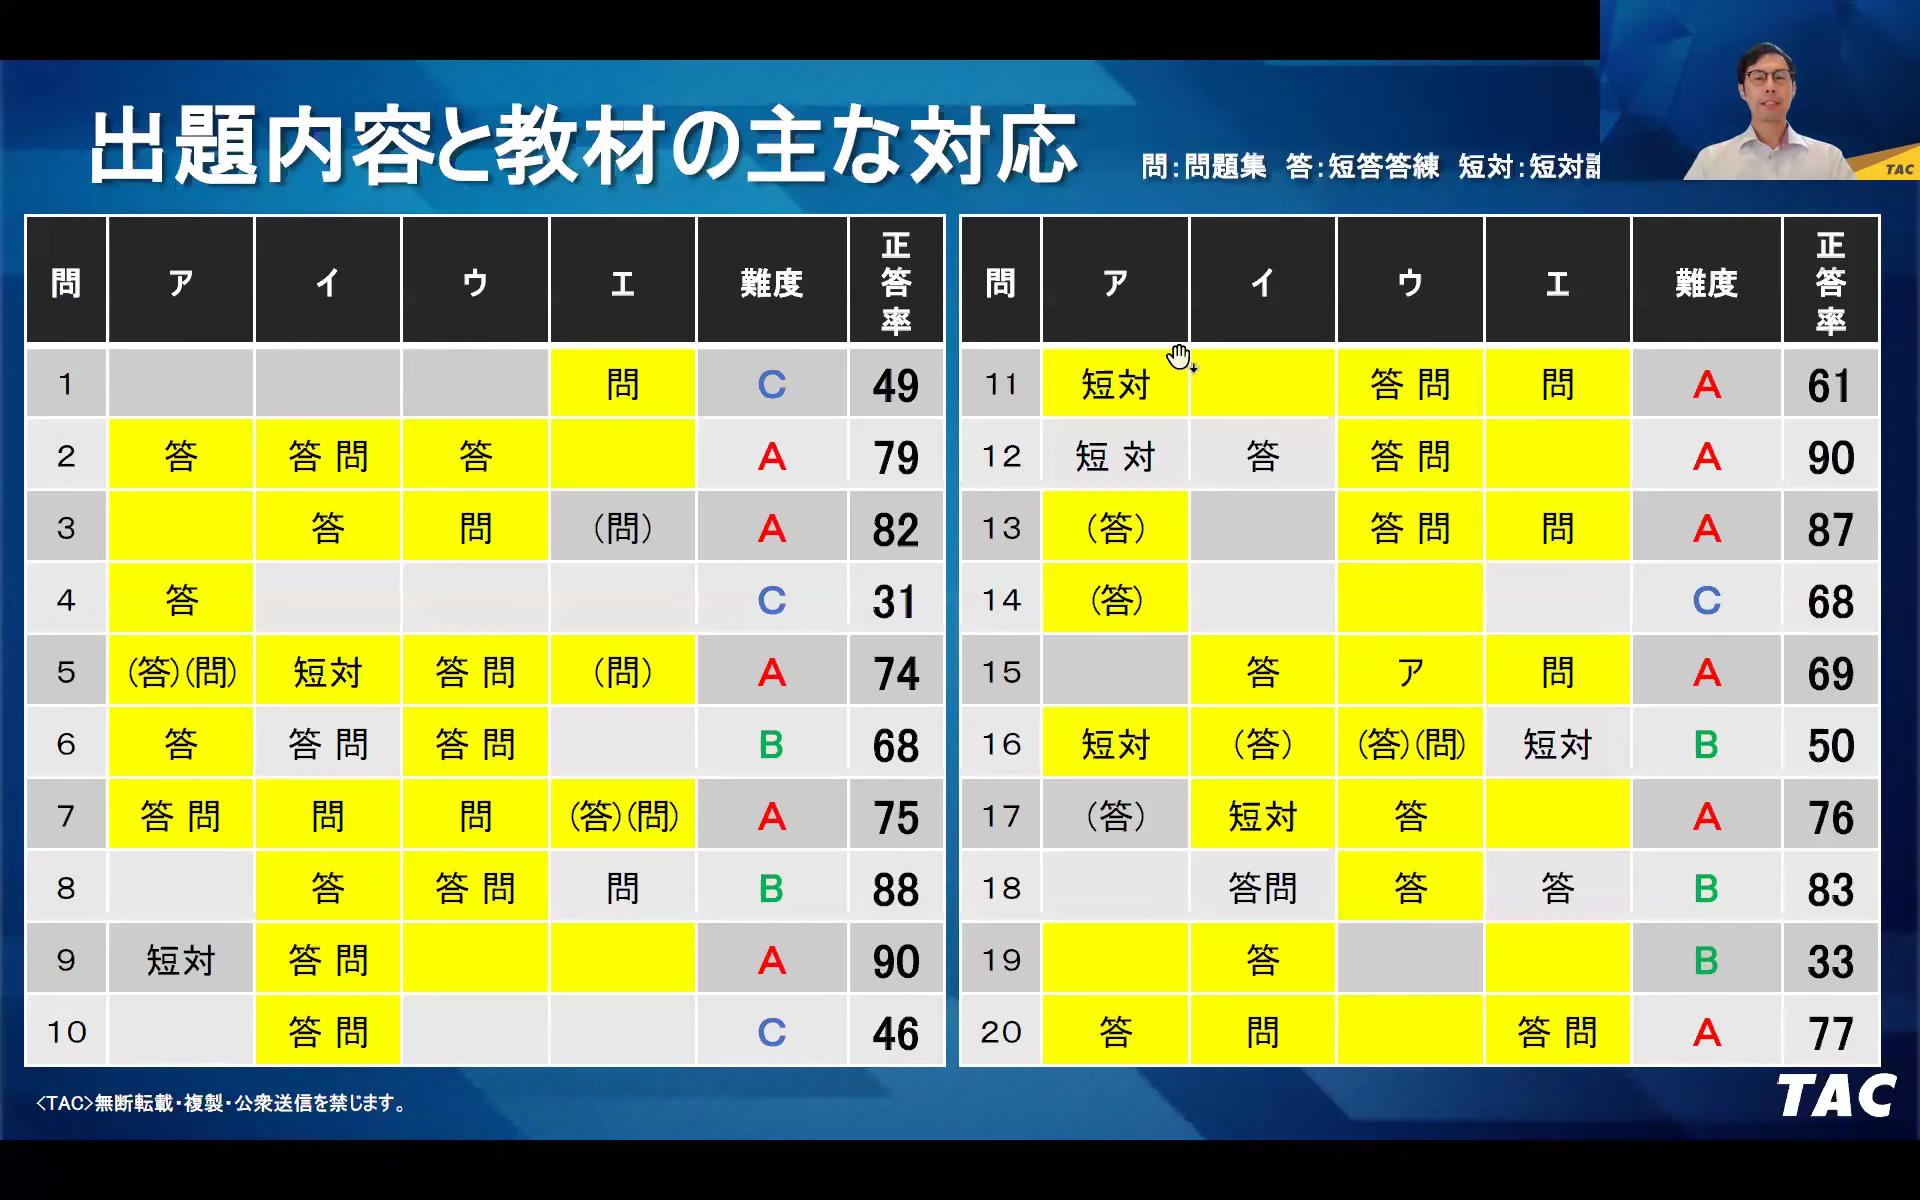 出題内容と教材の主な対応
問：問題集 答：短答答練 短対：短対
TAC
問 ア イ ウ エ 難度 正答率
1 問 C 49
2 答 答 問 答 A 79
3 答 問 (問) A 82
4 答 C 31
5 (答)(問) 短対 答 問 (問) A 74
6 答 答 問 答 問 B 68
7 答 問 問 問 (答)(問) A 75
8 答 答 問 問 B 88
9 短対 答 問 A 90
10 答 問 C 46
問 ア イ ウ エ 難度 正答率
11 短対 答 問 問 A 61
12 短 対 答 答 問 A 90
13 (答) 答 問 問 A 87
14 (答) C 68
15 答 ア 問 A 69
16 短対 (答) (答)(問) 短対 B 50
17 (答) 短対 答 A 76
18 答問 答 答 B 83
19 答 B 33
20 答 問 答 問 A 77
<TAC>無断転載・複製・公衆送信を禁じます。
TAC